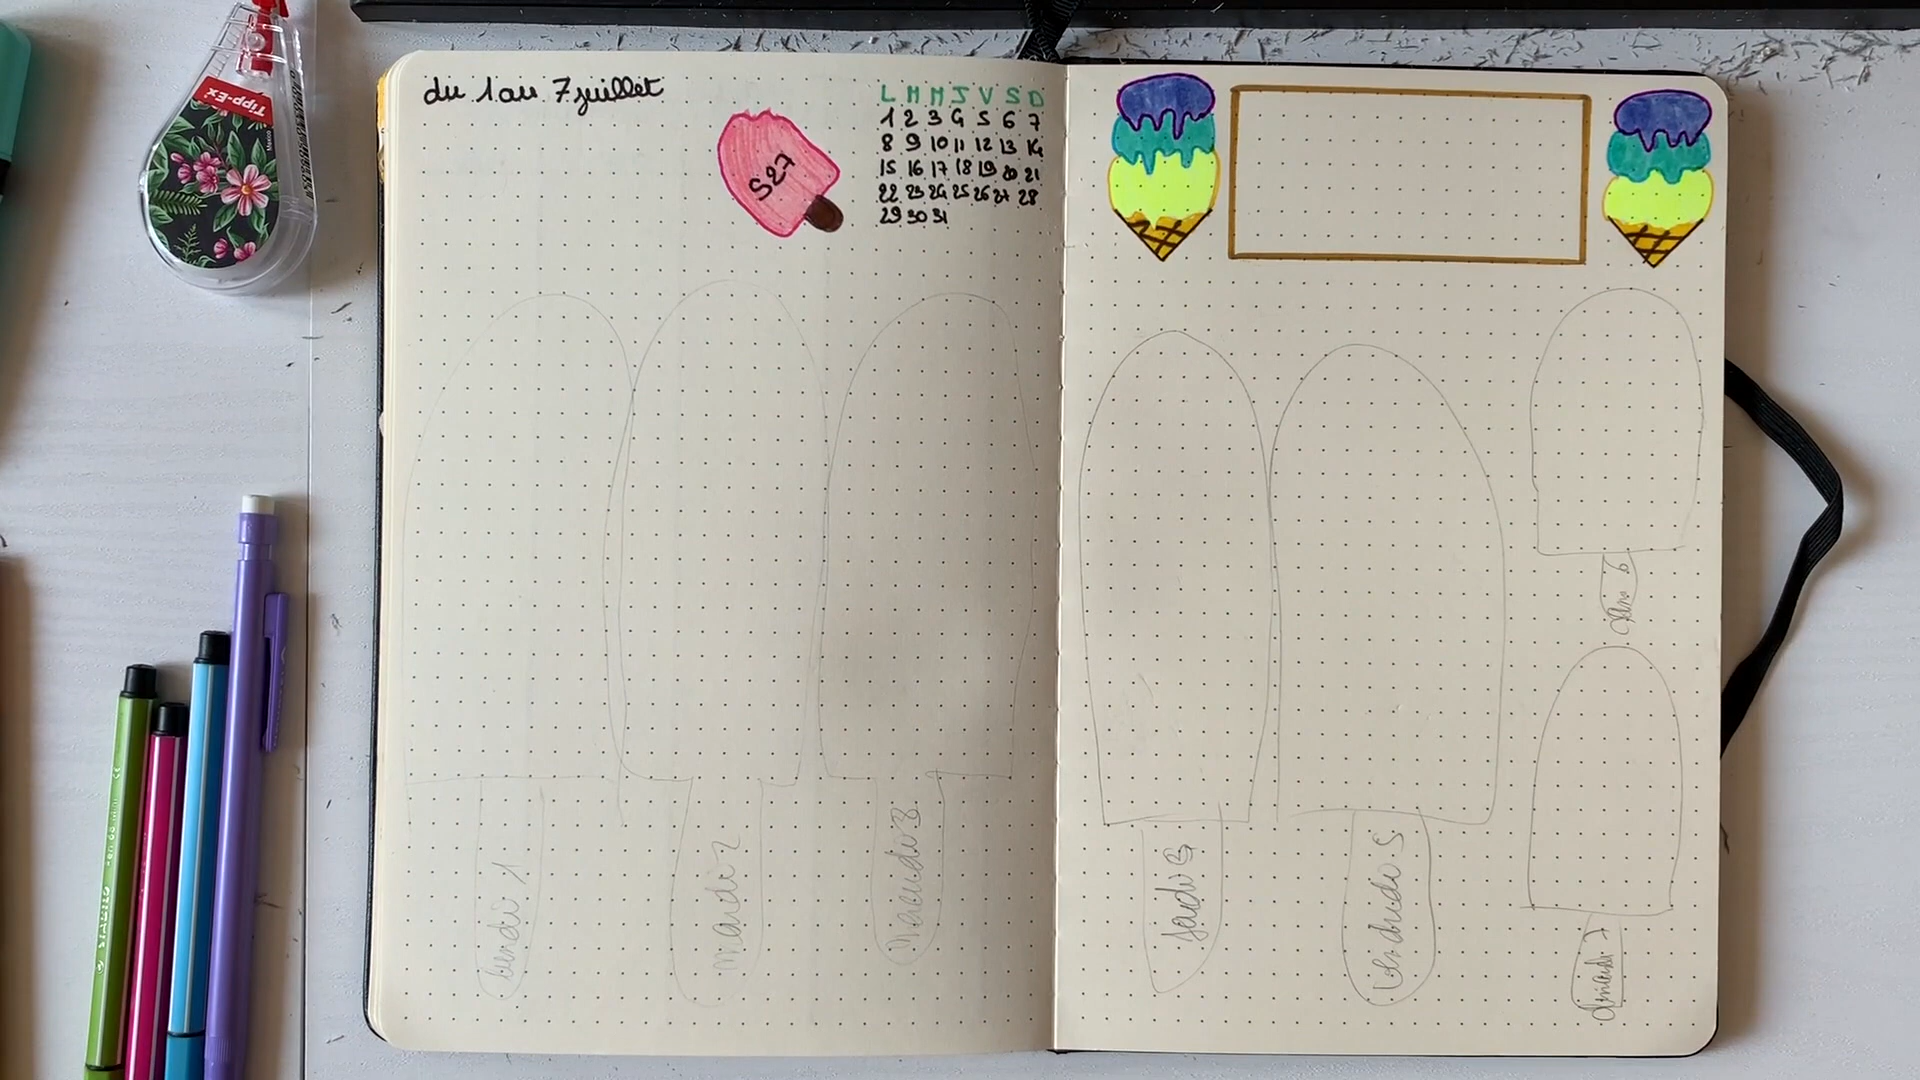 du 1 au 7 juillet
S27
L M M J V S D
1 2 3 4 5 6 7
8 9 10 11 12 13 14
15 16 17 18 19 20 21
22 23 24 25 26 27 28
29 30 31
lundi 1
mardi 2
Mercredi 3
Jeudi 4
Vendredi 5
dimanche 7
Tipp-Ex
STABILO